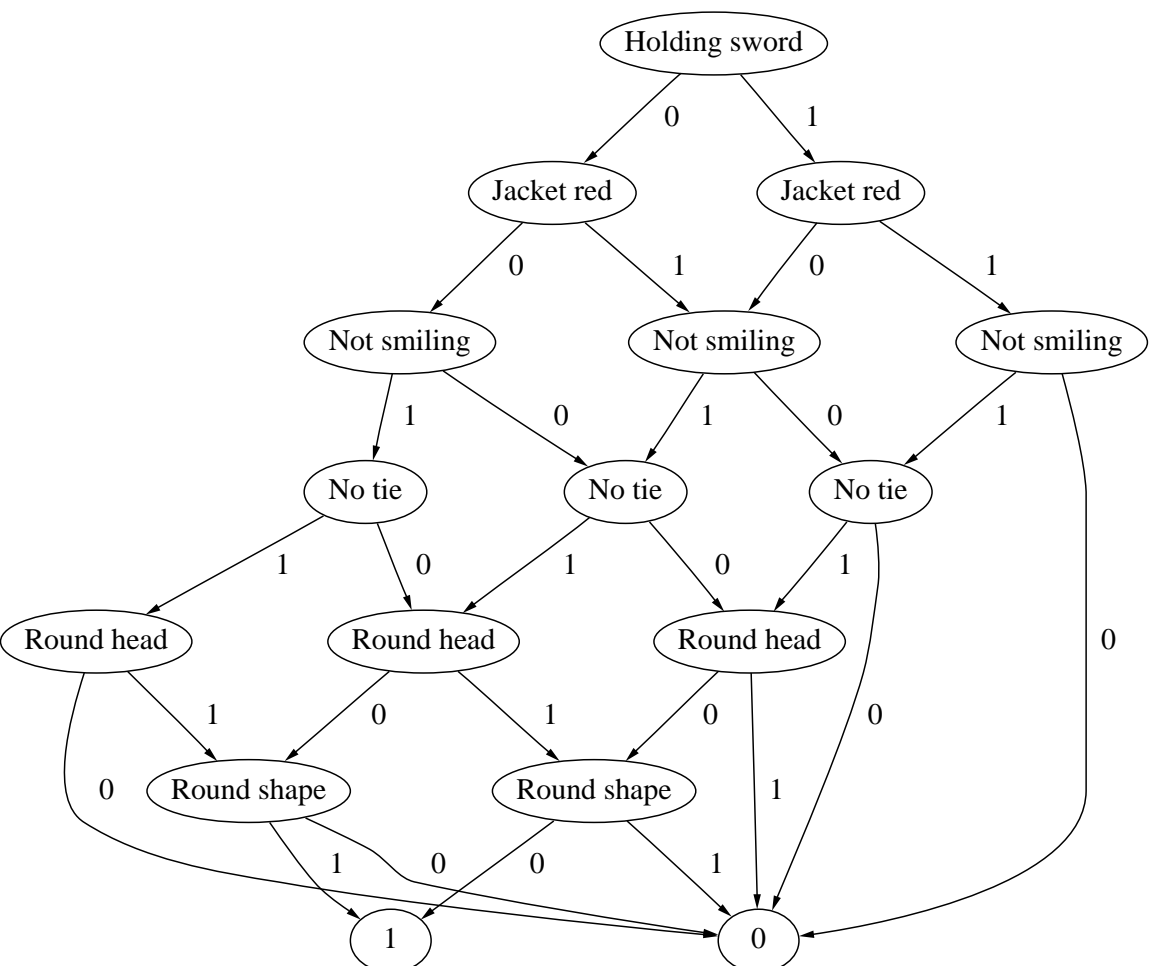 Holding sword
0 1
Jacket red Jacket red
0 1 0 1
Not smiling Not smiling Not smiling
1 0 1 0 1
No tie No tie No tie
1 0 1 0 1
Round head Round head Round head 0
1 0 1 0 0
Round shape Round shape
0 1
1 0 0 1
1 0